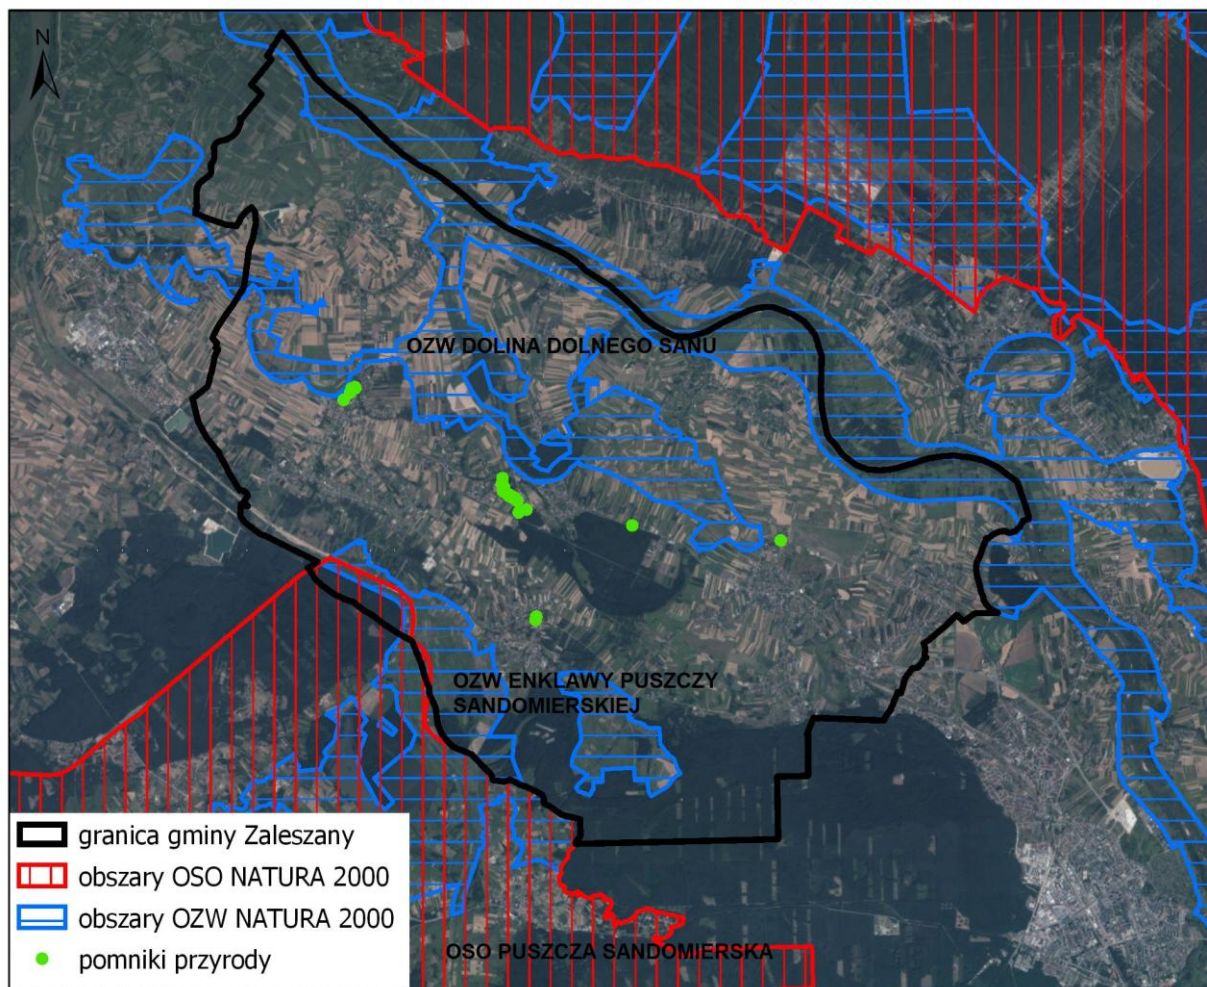 N
OZW DOLINA DOLNEGO SANU
OZW ENKLAWY PUSZCZY
SANDOMIERSKIEJ
OSO PUSZCZA SANDOMIERSKA
granica gminy Zaleszany
obszary OSO NATURA 2000
obszary OZW NATURA 2000
pomniki przyrody